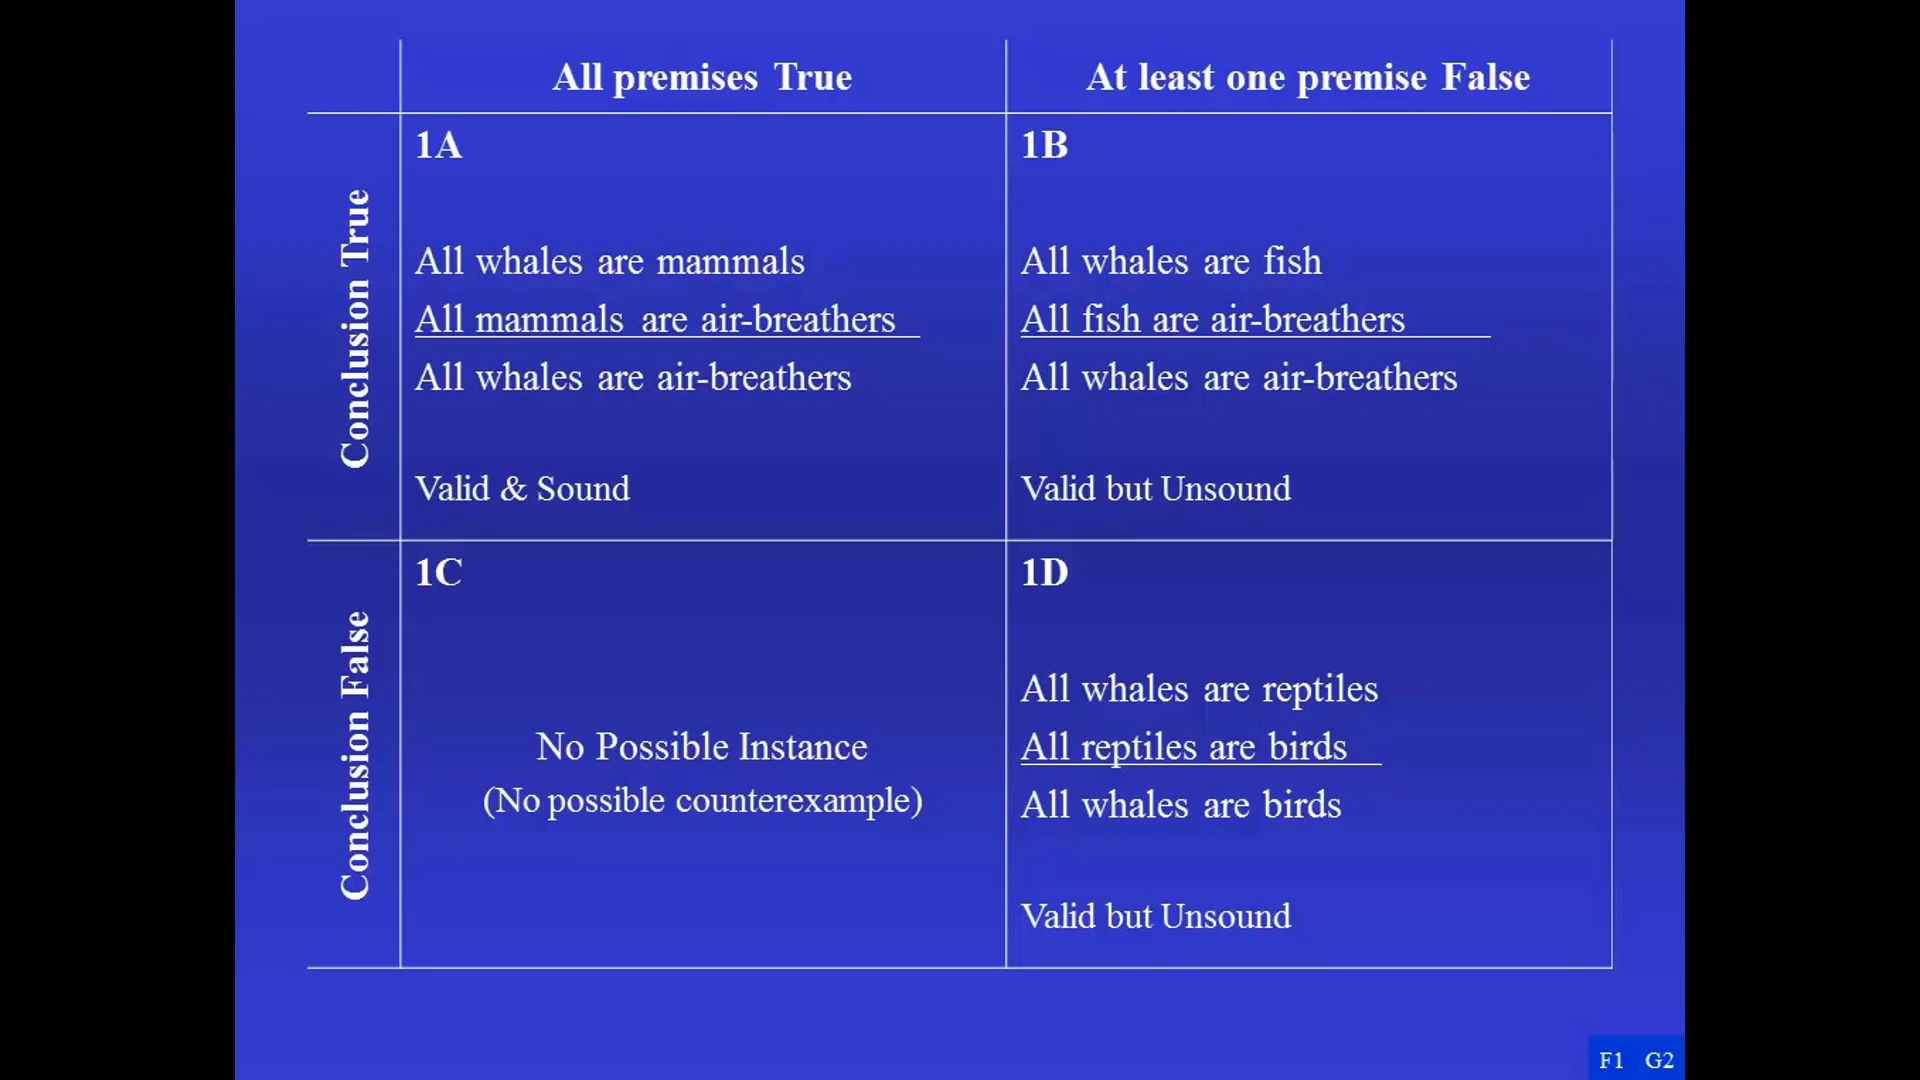 All premises True
At least one premise False
Conclusion True
1A
All whales are mammals
All mammals are air-breathers
All whales are air-breathers
Valid & Sound
1B
All whales are fish
All fish are air-breathers
All whales are air-breathers
Valid but Unsound
Conclusion False
1C
No Possible Instance
(No possible counterexample)
1D
All whales are reptiles
All reptiles are birds
All whales are birds
Valid but Unsound
F1 G2